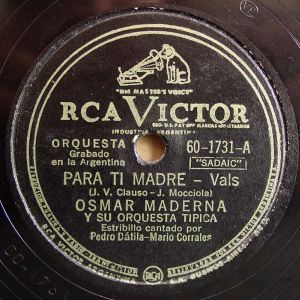 "HIS MASTER'S VOICE"
RCA VICTOR
INDUSTRIA ARGENTINA
ORQUESTA
Grabado
en la Argentina
60-1731-A
"SADAIC"
PARA TI MADRE – Vals
(J. V. Clauso - J. Mocciola)
OSMAR MADERNA
Y SU ORQUESTA TIPICA
Estribillo cantado por
Pedro Dátila-Mario Corrales
RCA